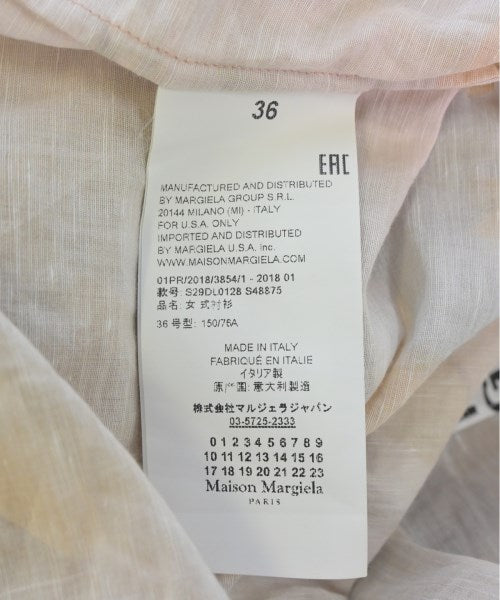 36
EAC
MANUFACTURED AND DISTRIBUTED
BY MARGIELA GROUP S.R.L.
20144 MILANO (MI) - ITALY
FOR U.S.A. ONLY
IMPORTED AND DISTRIBUTED
BY MARGIELA U.S.A. Inc.
WWW.MAISONMARGIELA.COM
01PR/2018/3854/1 - 2018 01
款号: S29DL0128 S48875
品名: 女式衬衫
36 号型: 150/76A
MADE IN ITALY
FABRIQUÉ EN ITALIE
イタリア製
原产国: 意大利制造
株式会社マルジェラジャパン
03-5725-2333
0 1 2 3 4 5 6 7 8 9
10 11 12 13 14 15 16
17 18 19 20 21 22 23
Maison Margiela
PARIS